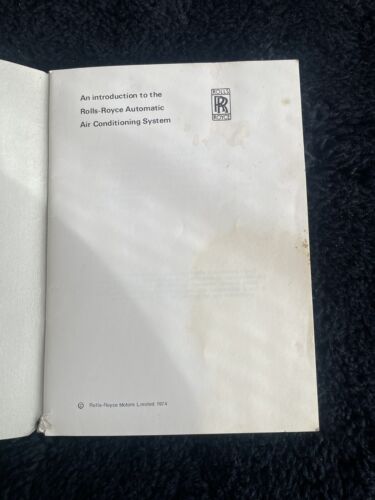 An introduction to the
Rolls-Royce Automatic
Air Conditioning System
ROLLS
RR
ROYCE
© Rolls-Royce Motors Limited 1974